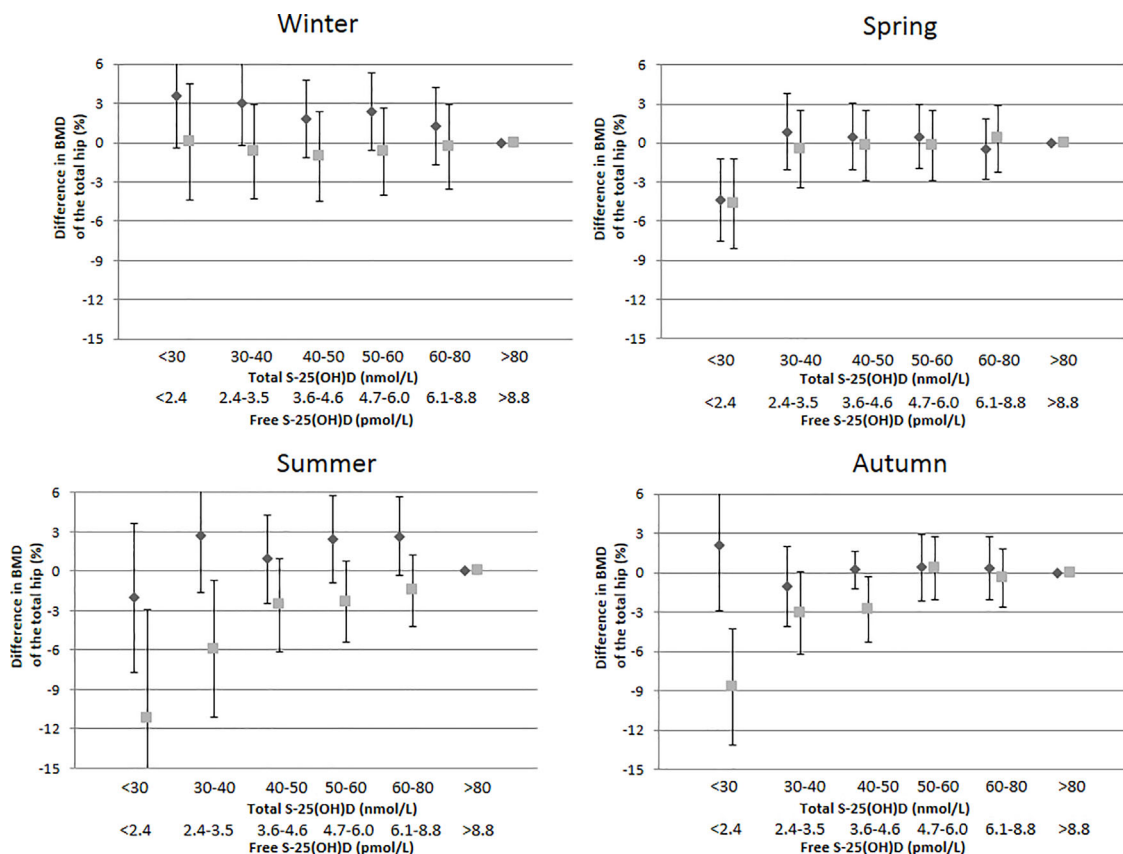 Winter
Difference in BMD
of the total hip (%)
6
3
0
-3
-6
-9
-12
-15
<30 30-40 40-50 50-60 60-80 >80
Total S-25(OH)D (nmol/L)
<2.4 2.4-3.5 3.6-4.6 4.7-6.0 6.1-8.8 >8.8
Free S-25(OH)D (pmol/L)
Spring
Difference in BMD
of the total hip (%)
6
3
0
-3
-6
-9
-12
-15
<30 30-40 40-50 50-60 60-80 >80
Total S-25(OH)D (nmol/L)
<2.4 2.4-3.5 3.6-4.6 4.7-6.0 6.1-8.8 >8.8
Free S-25(OH)D (pmol/L)
Summer
Difference in BMD
of the total hip (%)
6
3
0
-3
-6
-9
-12
-15
<30 30-40 40-50 50-60 60-80 >80
Total S-25(OH)D (nmol/L)
<2.4 2.4-3.5 3.6-4.6 4.7-6.0 6.1-8.8 >8.8
Free S-25(OH)D (pmol/L)
Autumn
Difference in BMD
of the total hip (%)
6
3
0
-3
-6
-9
-12
-15
<30 30-40 40-50 50-60 60-80 >80
Total S-25(OH)D (nmol/L)
<2.4 2.4-3.5 3.6-4.6 4.7-6.0 6.1-8.8 >8.8
Free S-25(OH)D (pmol/L)